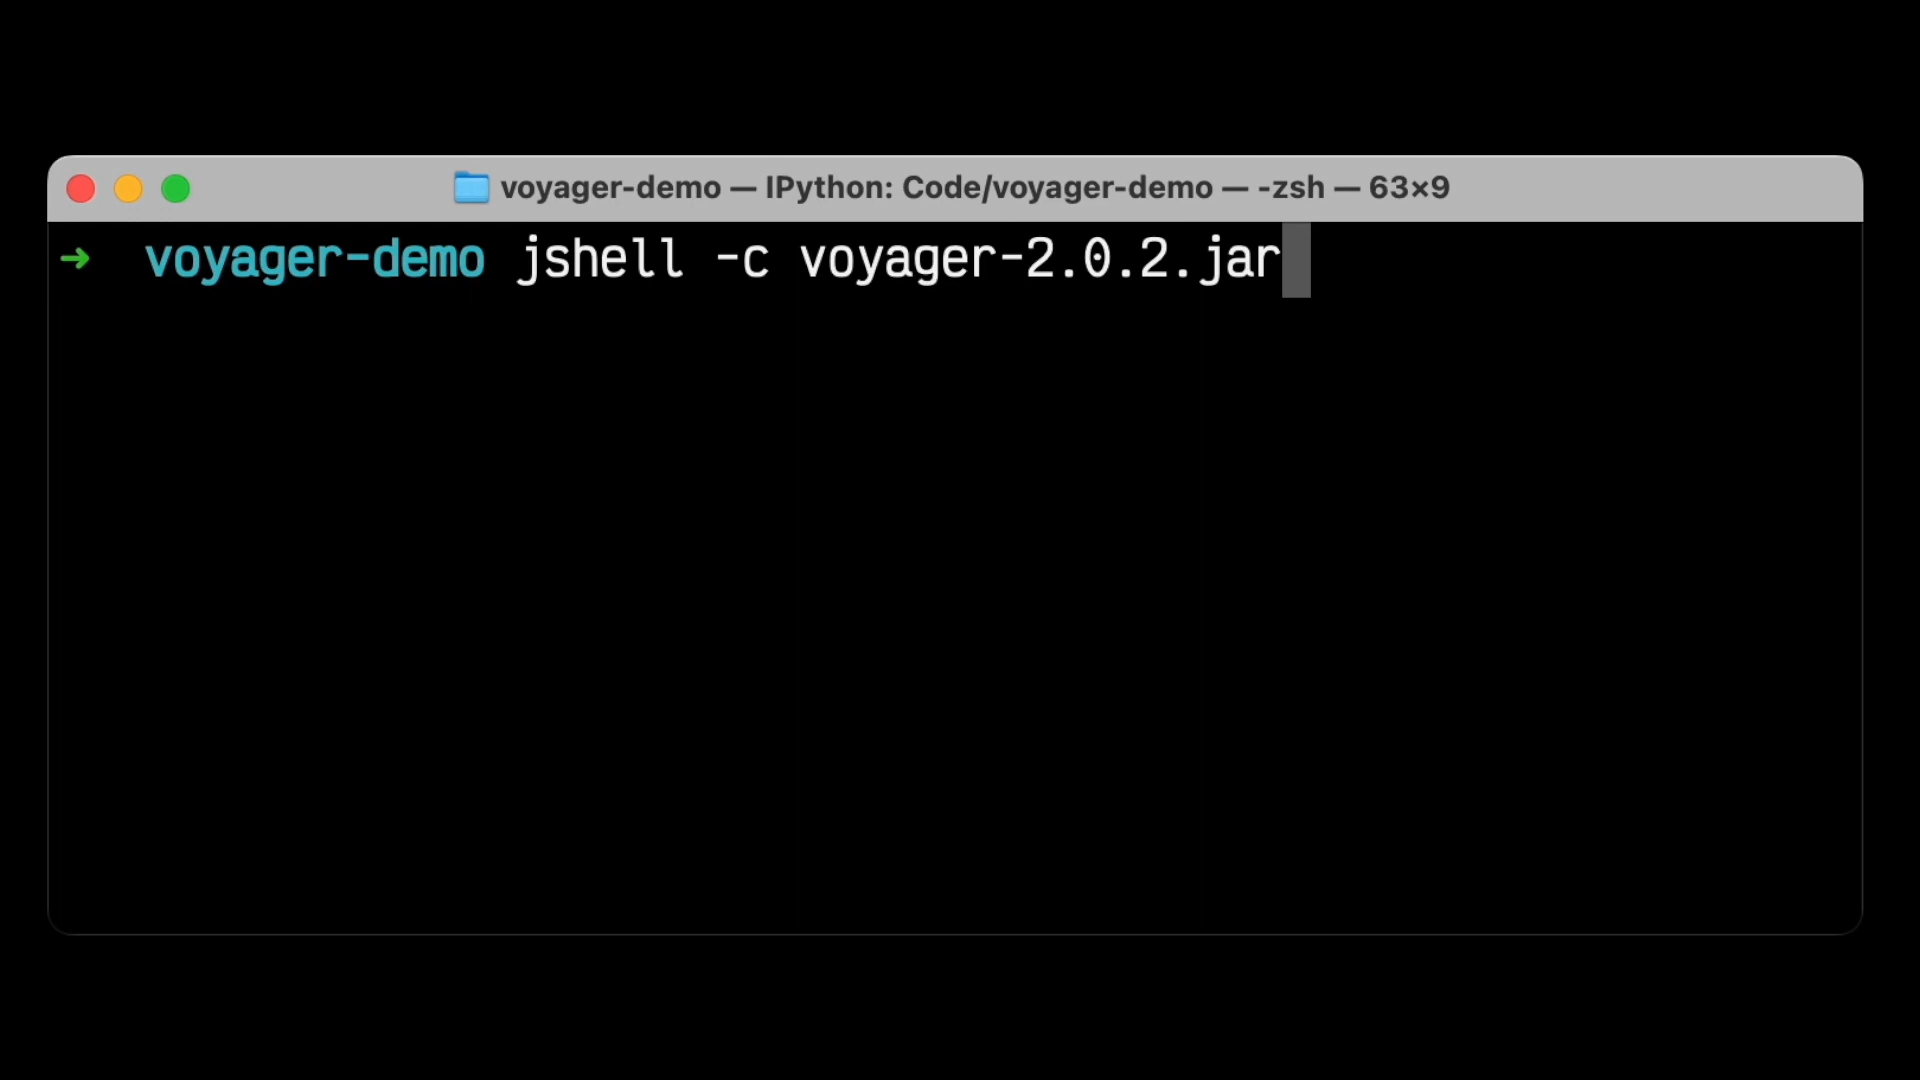 voyager-demo — IPython: Code/voyager-demo — -zsh — 63×9
➜ voyager-demo jshell -c voyager-2.0.2.jar